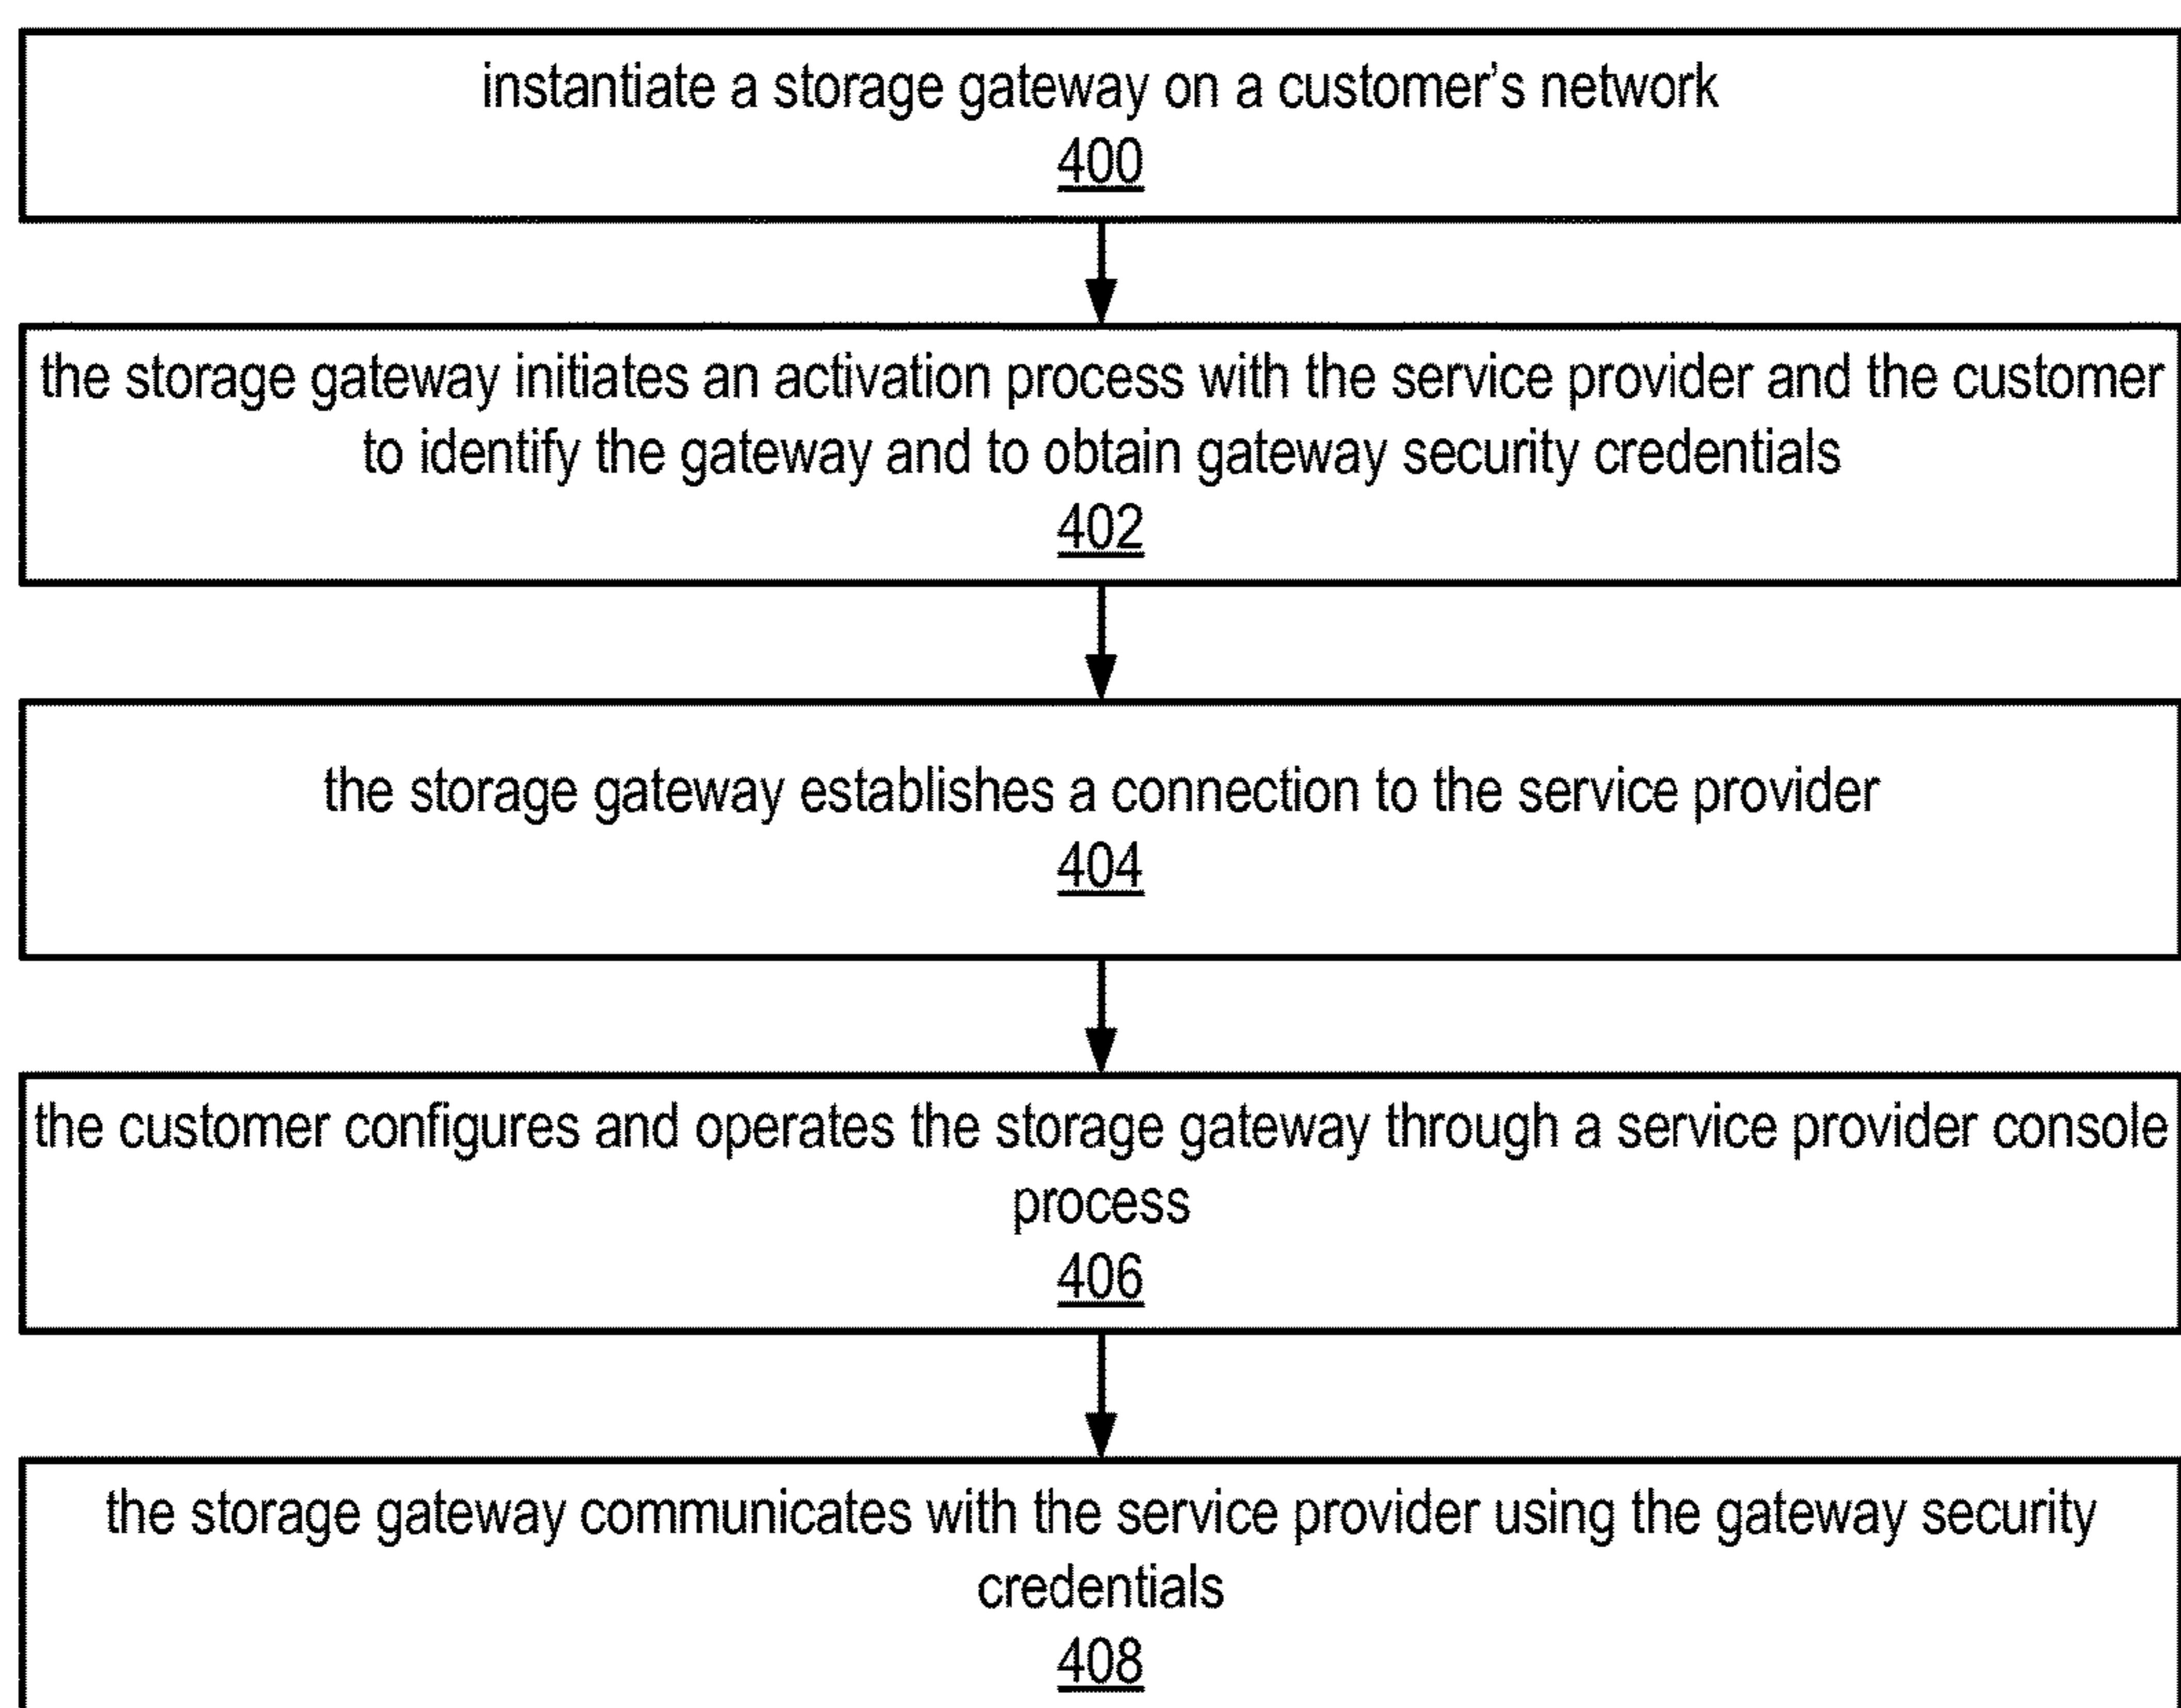 instantiate a storage gateway on a customer’s network
400
the storage gateway initiates an activation process with the service provider and the customer
to identify the gateway and to obtain gateway security credentials
402
the storage gateway establishes a connection to the service provider
404
the customer configures and operates the storage gateway through a service provider console
process
406
the storage gateway communicates with the service provider using the gateway security
credentials
408